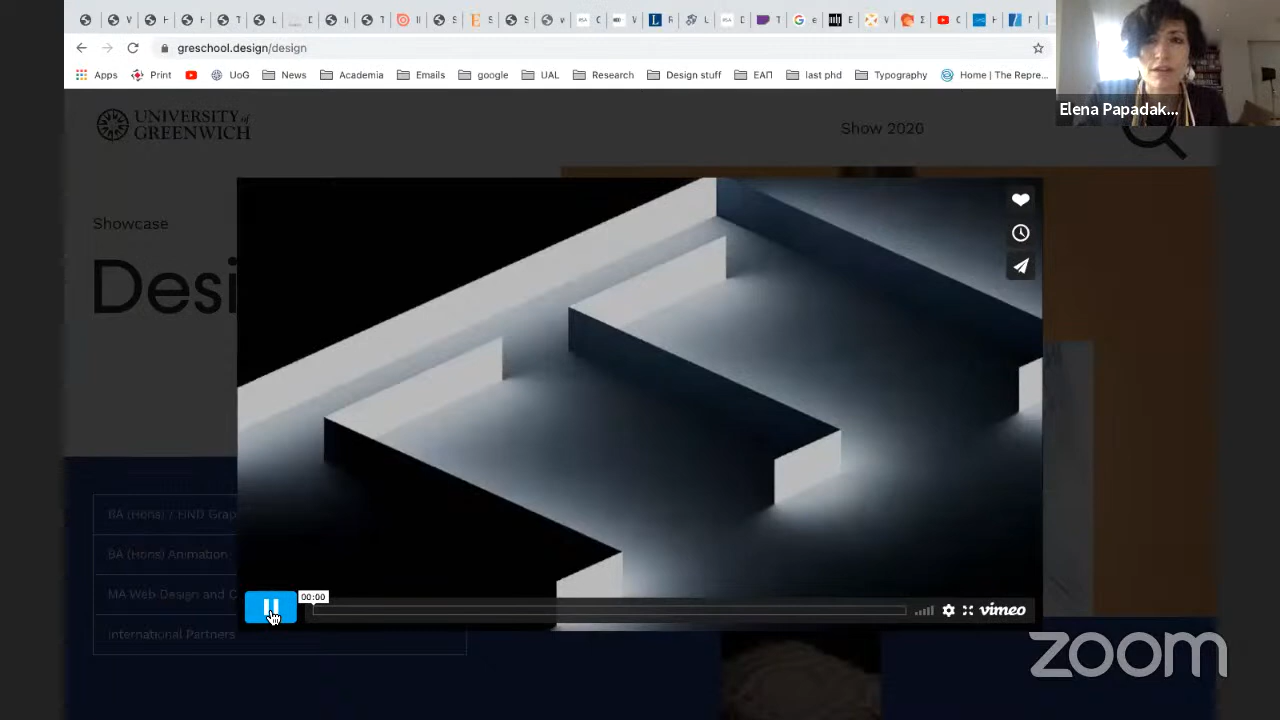 greschool.design/design
Apps Print UoG News Academia Emails google UAL Research Design stuff ΕΑΠ last phd Typography Home | The Repre...
Elena Papadak...
UNIVERSITY of
GREENWICH
Show 2020
Showcase
Desi
BA (Hons) / HND Grap
BA (Hons) Animation
MA Web Design and C
International Partners
00:00
vimeo
zoom